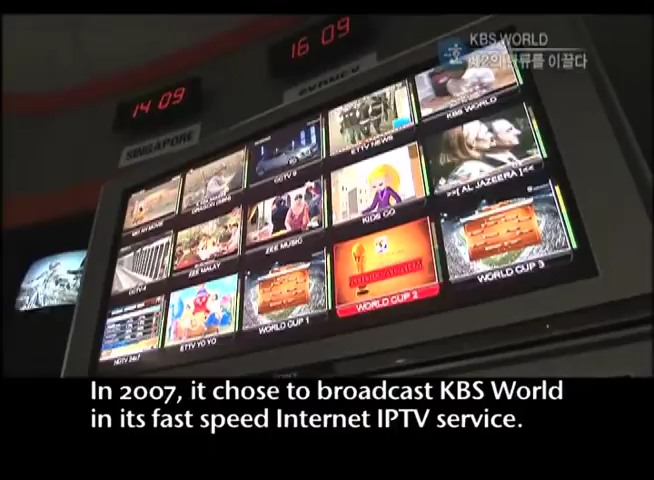 KBS WORLD
제2의 한류를 이끌다
16 09
SYDNEY
14 09
SINGAPORE
KBS WORLD
ETTV NEWS
CCTV 9
>>[ AL JAZEERA ]<<
KIDS CO
ZEE MUSIC
ZEE MALAY
CCTV-4
WORLD CUP 3
WORLD CUP 2
WORLD CUP 1
ETTV YO YO
In 2007, it chose to broadcast KBS World
in its fast speed Internet IPTV service.